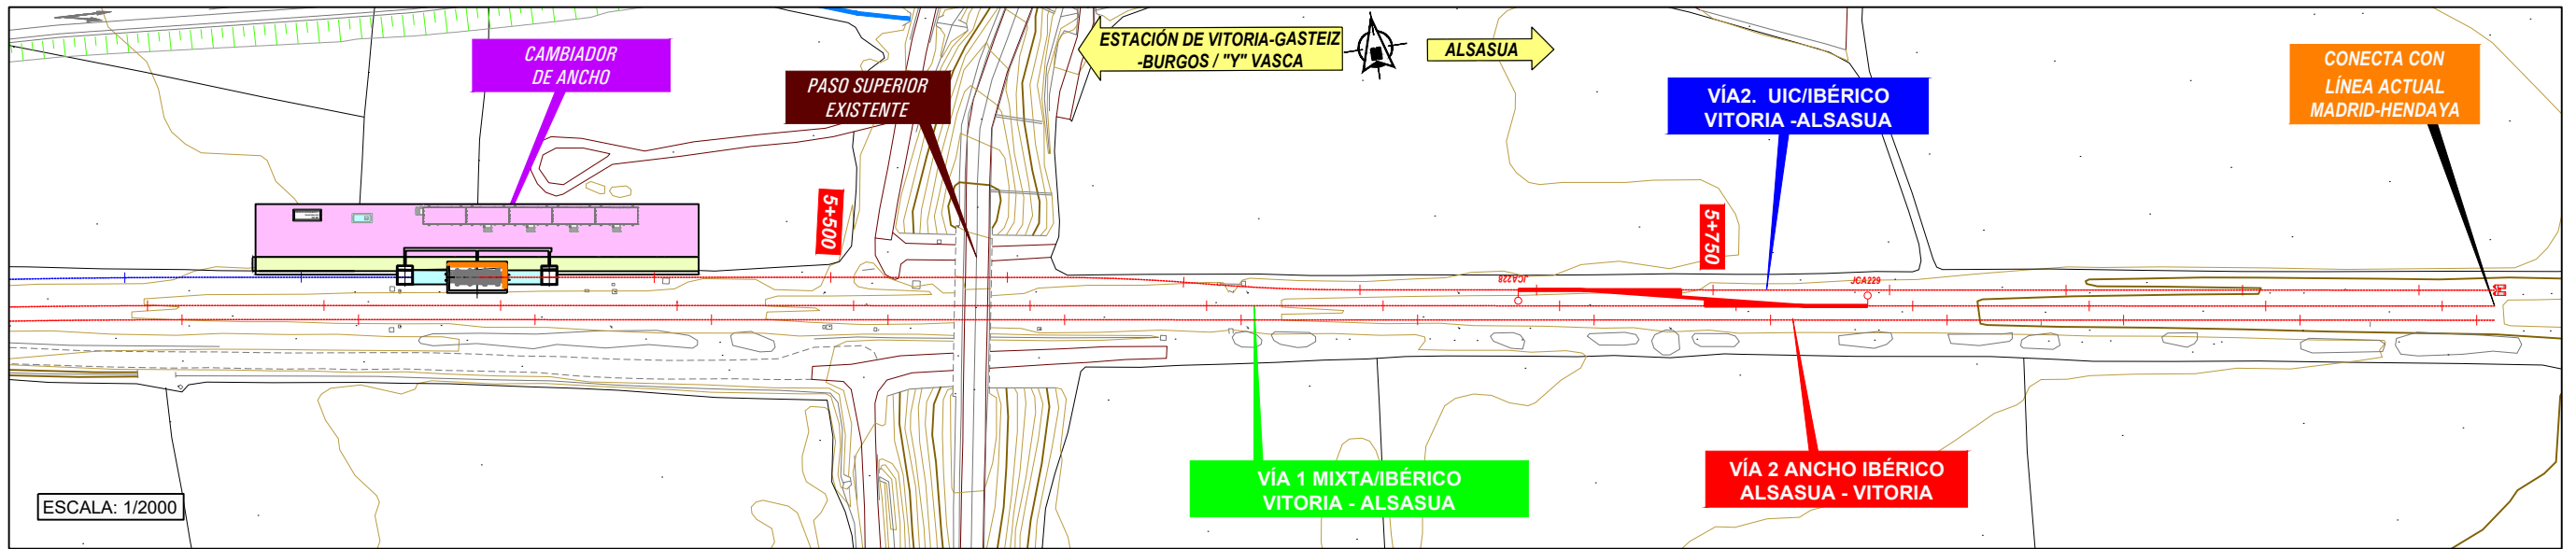 CAMBIADOR
DE ANCHO
PASO SUPERIOR
EXISTENTE
ESTACIÓN DE VITORIA-GASTEIZ
-BURGOS / "Y" VASCA
ALSASUA
VÍA2. UIC/IBÉRICO
VITORIA -ALSASUA
CONECTA CON
LÍNEA ACTUAL
MADRID-HENDAYA
5+500
5+750
JCA228
JCA229
VÍA 1 MIXTA/IBÉRICO
VITORIA - ALSASUA
VÍA 2 ANCHO IBÉRICO
ALSASUA - VITORIA
ESCALA: 1/2000